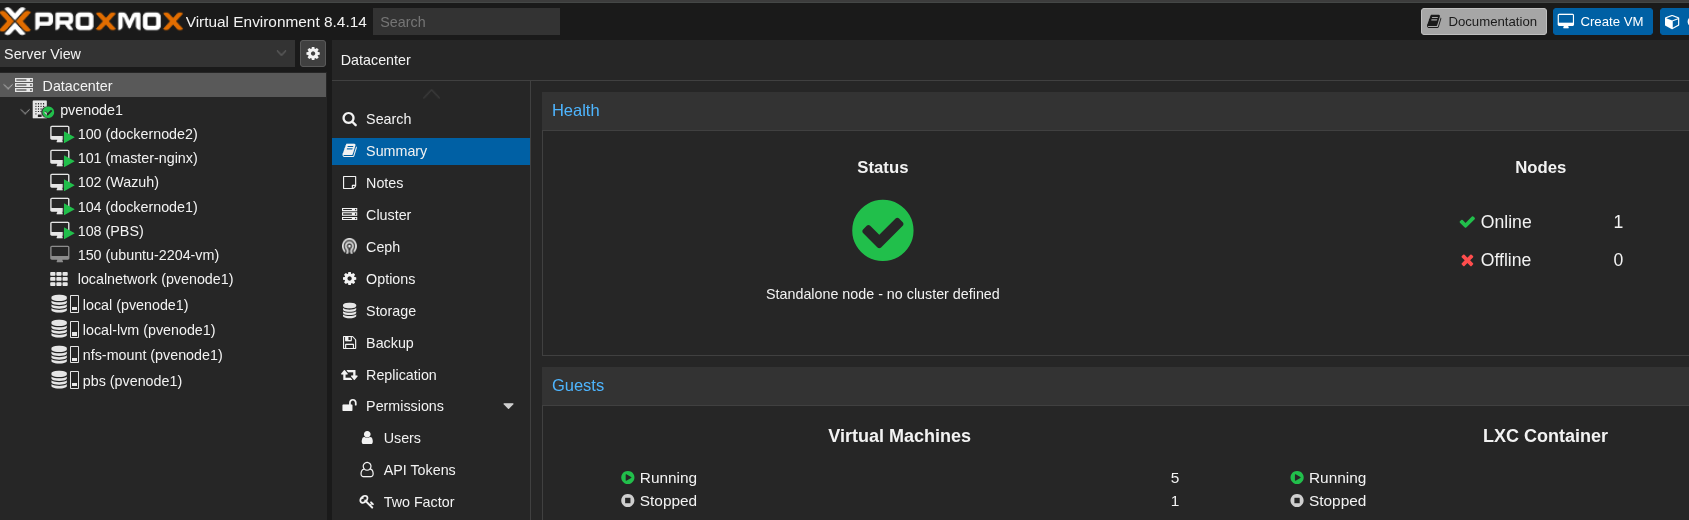 PROXMOX Virtual Environment 8.4.14 Search Documentation Create VM
Server View
Datacenter
Datacenter
pvenode1
100 (dockernode2)
101 (master-nginx)
102 (Wazuh)
104 (dockernode1)
108 (PBS)
150 (ubuntu-2204-vm)
localnetwork (pvenode1)
local (pvenode1)
local-lvm (pvenode1)
nfs-mount (pvenode1)
pbs (pvenode1)
Search
Summary
Notes
Cluster
Ceph
Options
Storage
Backup
Replication
Permissions
Users
API Tokens
Two Factor
Health
Status
Standalone node - no cluster defined
Nodes
Online 1
Offline 0
Guests
Virtual Machines
Running 5
Stopped 1
LXC Container
Running
Stopped